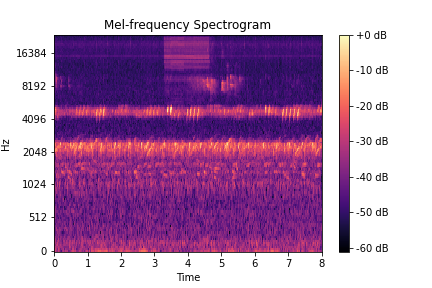 Mel-frequency Spectrogram
+0 dB
16384
-10 dB
8192
-20 dB
4096
-30 dB
Hz
2048
-40 dB
1024
-50 dB
512
0
-60 dB
0 1 2 3 4 5 6 7 8
Time